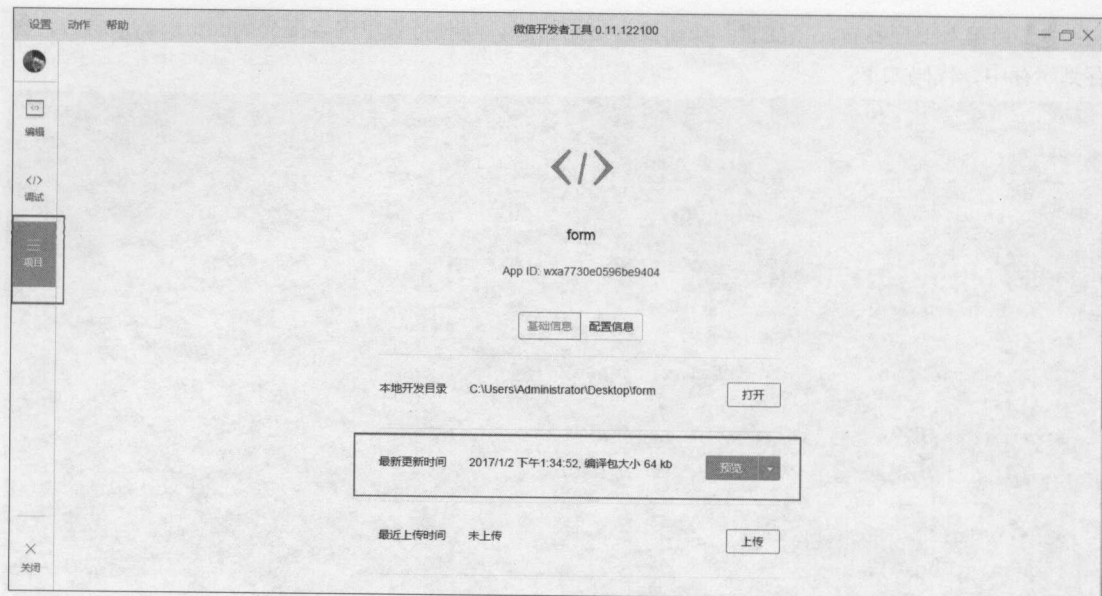 设置 动作 帮助 微信开发者工具 0.11.122100
编辑
</>
调试
项目
</>
form
App ID: wxa7730e0596be9404
基础信息 配置信息
本地开发目录 C:\Users\Administrator\Desktop\form 打开
最新更新时间 2017/1/2 下午1:34:52, 编译包大小 64 kb 预览
最近上传时间 未上传 上传
关闭